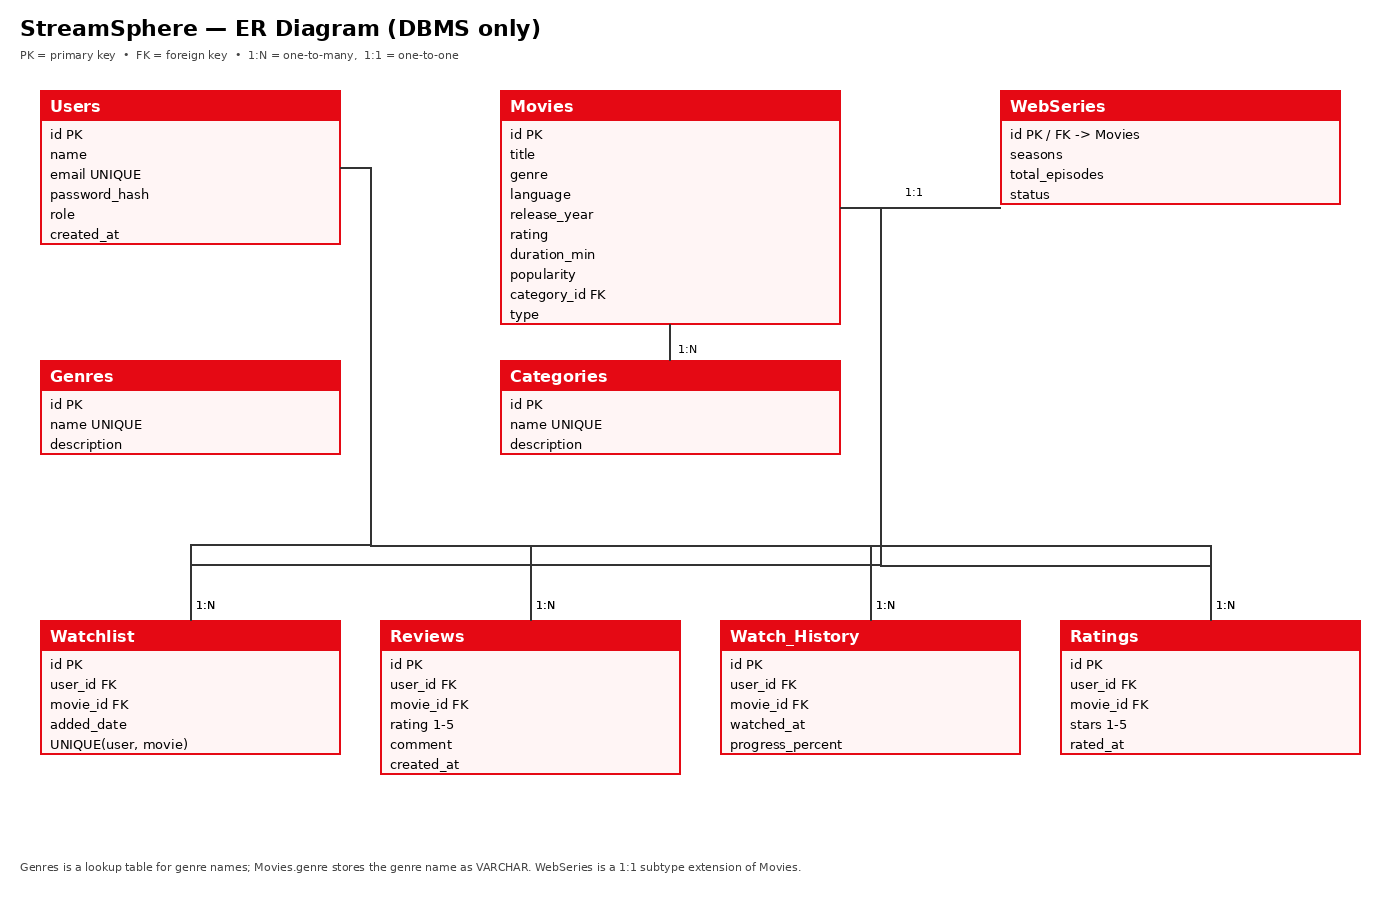 StreamSphere — ER Diagram (DBMS only)
PK = primary key • FK = foreign key • 1:N = one-to-many, 1:1 = one-to-one
Users
id PK
name
email UNIQUE
password_hash
role
created_at
Movies
id PK
title
genre
language
release_year
rating
duration_min
popularity
category_id FK
type
WebSeries
id PK / FK -> Movies
seasons
total_episodes
status
1:1
1:N
Genres
id PK
name UNIQUE
description
Categories
id PK
name UNIQUE
description
1:N
1:N
1:N
1:N
Watchlist
id PK
user_id FK
movie_id FK
added_date
UNIQUE(user, movie)
Reviews
id PK
user_id FK
movie_id FK
rating 1-5
comment
created_at
Watch_History
id PK
user_id FK
movie_id FK
watched_at
progress_percent
Ratings
id PK
user_id FK
movie_id FK
stars 1-5
rated_at
Genres is a lookup table for genre names; Movies.genre stores the genre name as VARCHAR. WebSeries is a 1:1 subtype extension of Movies.